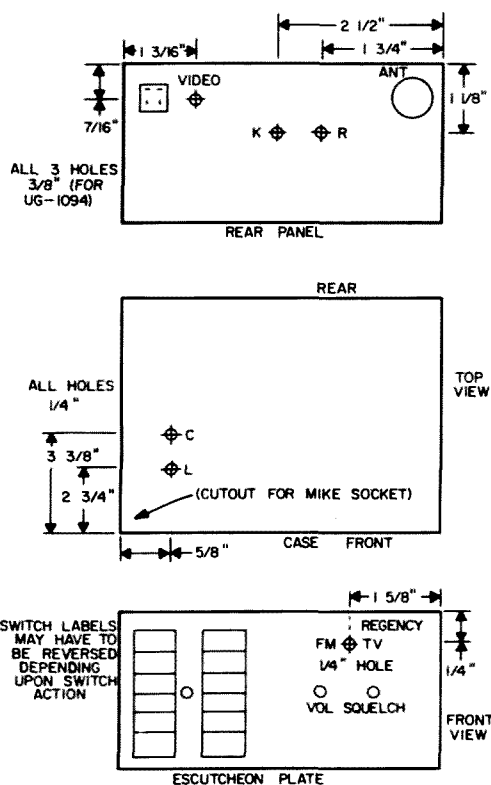 2 1/2"
1 3/16"
1 3/4"
VIDEO
ANT
1 1/8"
7/16"
K
R
ALL 3 HOLES
3/8" (FOR
UG-1094)
REAR PANEL
REAR
TOP
VIEW
ALL HOLES
1/4"
C
3 3/8"
L
2 3/4"
(CUTOUT FOR MIKE SOCKET)
5/8"
CASE FRONT
1 5/8"
SWITCH LABELS
MAY HAVE TO
BE REVERSED
DEPENDING
UPON SWITCH
ACTION
REGENCY
FM
TV
1/4" HOLE
1/4"
VOL SQUELCH
FRONT
VIEW
ESCUTCHEON PLATE